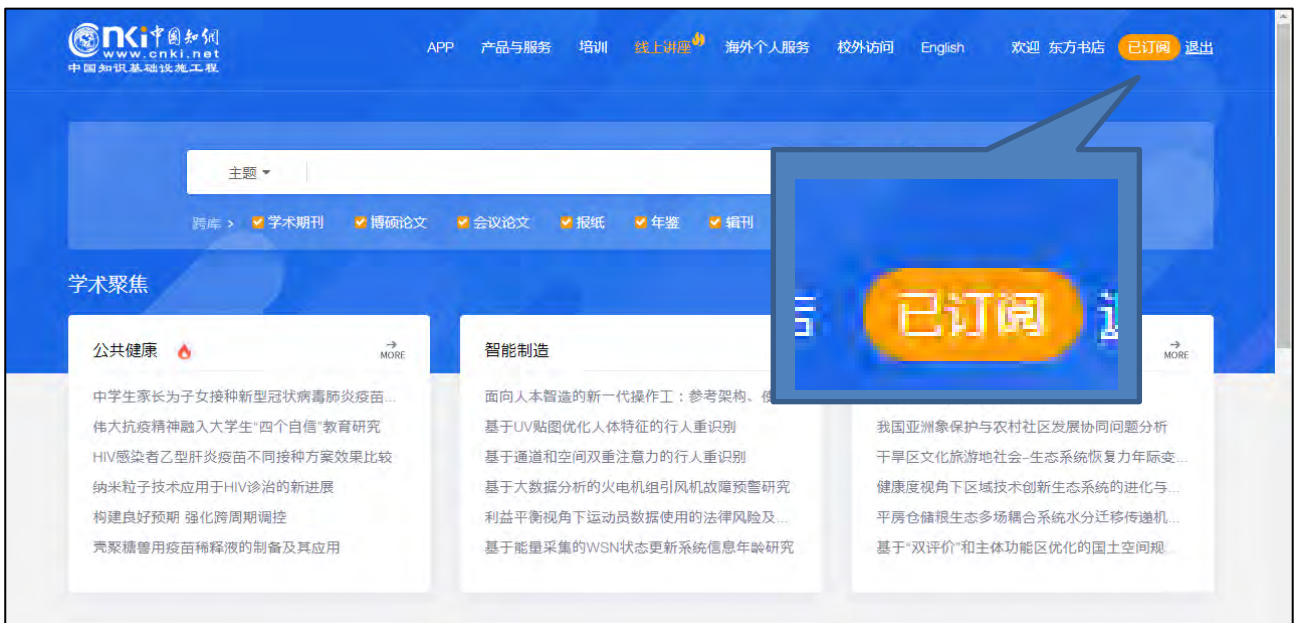 cnki 中国知网
www.cnki.net
中国知识基础设施工程
APP 产品与服务 培训 线上讲座 海外个人服务 校外访问 English 欢迎 东方书店 已订阅 退出
主题
跨库 > 学术期刊 博硕论文 会议论文 报纸 年鉴 辑刊
已订阅
学术聚焦
公共健康 MORE
中学生家长为子女接种新型冠状病毒肺炎疫苗...
伟大抗疫精神融入大学生“四个自信”教育研究
HIV感染者乙型肝炎疫苗不同接种方案效果比较
纳米粒子技术应用于HIV诊治的新进展
构建良好预期 强化跨周期调控
壳聚糖兽用疫苗稀释液的制备及其应用
智能制造
面向人本智造的新一代操作工：参考架构、使
基于UV贴图优化人体特征的行人重识别
基于通道和空间双重注意力的行人重识别
基于大数据分析的火电机组引风机故障预警研究
利益平衡视角下运动员数据使用的法律风险及...
基于能量采集的WSN状态更新系统信息年龄研究
MORE
我国亚洲象保护与农村社区发展协同问题分析
干旱区文化旅游地社会-生态系统恢复力年际变...
健康度视角下区域技术创新生态系统的进化与...
平房仓储粮生态多场耦合系统水分迁移传递机...
基于“双评价”和主体功能区优化的国土空间规...